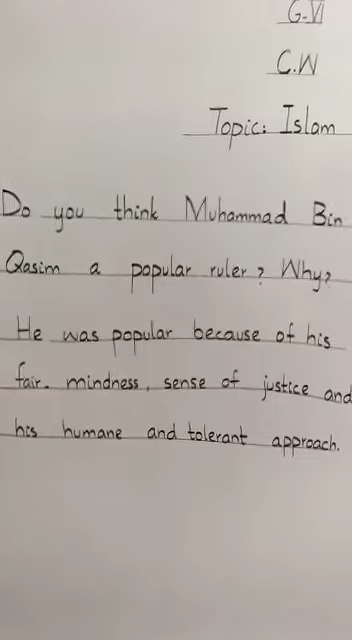 G-VI
C.W
Topic: Islam
Do you think Muhammad Bin
Qasim a popular ruler? Why?
He was popular because of his
fair-mindness, sense of justice and
his humane and tolerant approach.